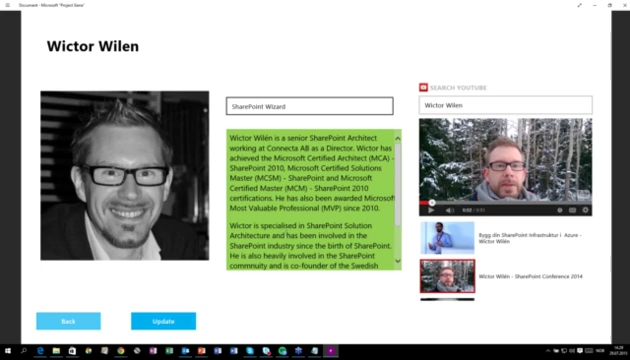 Document - Microsoft "Project Siena"
Wictor Wilen
SharePoint Wizard
Wictor Wilén is a senior SharePoint Architect
working at Connecta AB as a Director. Wictor has
achieved the Microsoft Certified Architect (MCA) -
SharePoint 2010, Microsoft Certified Solutions
Master (MCSM) - SharePoint and Microsoft
Certified Master (MCM) - SharePoint 2010
certifications. He has also been awarded Microsoft
Most Valuable Professional (MVP) since 2010.
Wictor is specialised in SharePoint Solution
Architecture and has been involved in the
SharePoint industry since the birth of SharePoint.
He is also heavily involved in the SharePoint
community and is co-founder of the Swedish
SEARCH YOUTUBE
Wictor Wilen
0:02
Bygg din SharePoint Infrastruktur i Azure -
Wictor Wilén
Wictor Wilén - SharePoint Conference 2014
Back
Update
NOR